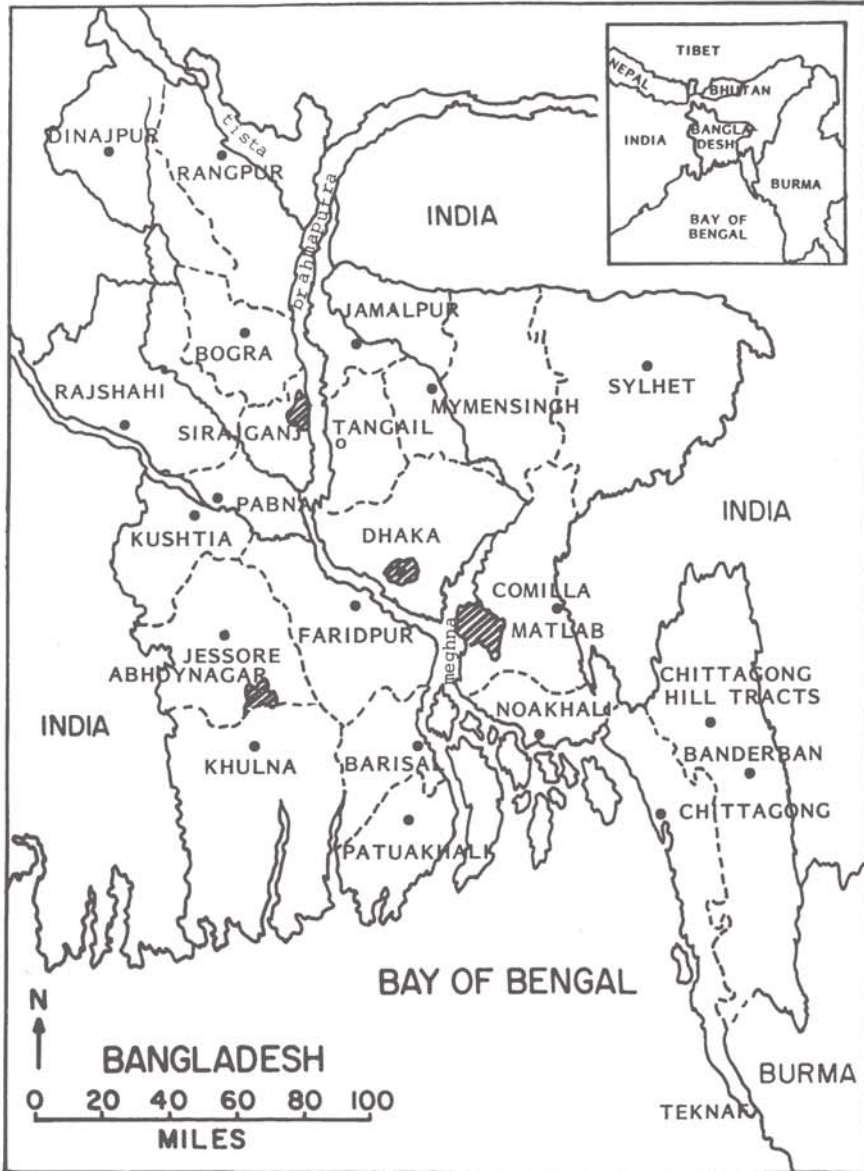 TIBET
NEPAL
BHUTAN
BANGLA
DESH
INDIA
BURMA
BAY OF
BENGAL
DINAJPUR
tista
RANGPUR
brahmaputra
INDIA
JAMALPUR
BOGRA
RAJSHAHI
MYMENSINGH
SYLHET
SIRAJGANJ
TANGAIL
PABNA
KUSHTIA
DHAKA
INDIA
COMILLA
FARIDPUR
MATLAB
meghna
JESSORE
ABHOYNAGAR
CHITTAGONG
HILL TRACTS
INDIA
NOAKHALI
KHULNA
BARISAL
BANDERBAN
CHITTAGONG
PATUAKHALI
BAY OF BENGAL
N
BANGLADESH
0 20 40 60 80 100
MILES
BURMA
TEKNAF